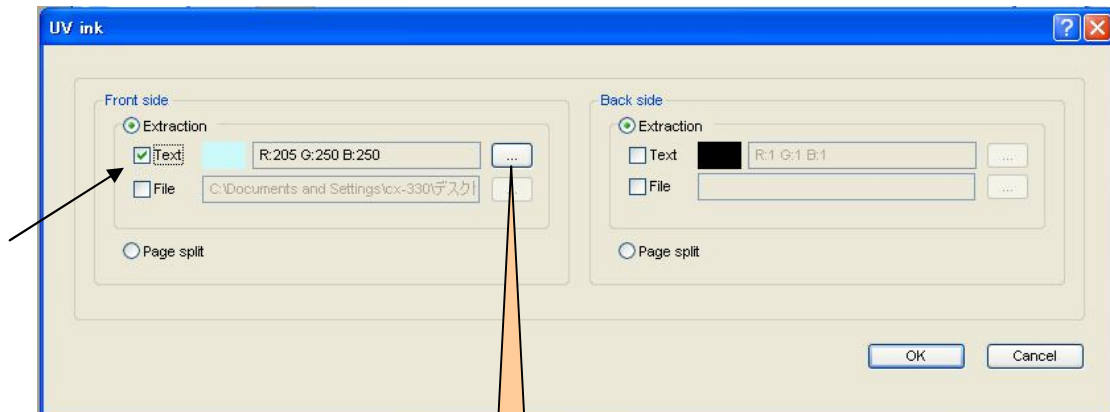 UV ink
Front side
Extraction
Text R:205 G:250 B:250 ...
File C:\Documents and Settings\cx-330\デスクト ...
Page split
Back side
Extraction
Text R:1 G:1 B:1 ...
File ...
Page split
OK Cancel